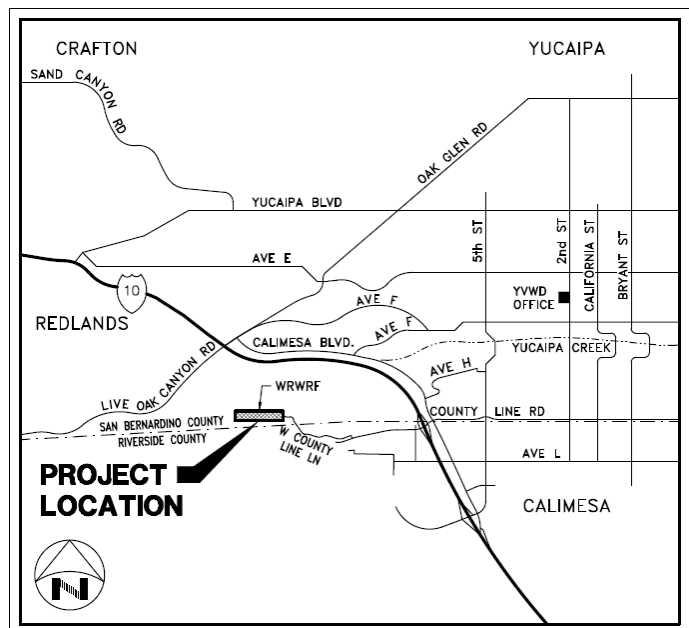 CRAFTON
YUCAIPA
SAND CANYON RD
OAK GLEN RD
YUCAIPA BLVD
5th ST
2nd ST
CALIFORNIA ST
BRYANT ST
AVE E
10
YVWD
OFFICE
AVE F
REDLANDS
AVE F
CALIMESA BLVD.
YUCAIPA CREEK
LIVE OAK CANYON RD
AVE H
WRWRF
COUNTY LINE RD
SAN BERNARDINO COUNTY
RIVERSIDE COUNTY
W COUNTY
LINE LN
AVE L
PROJECT
LOCATION
CALIMESA
N